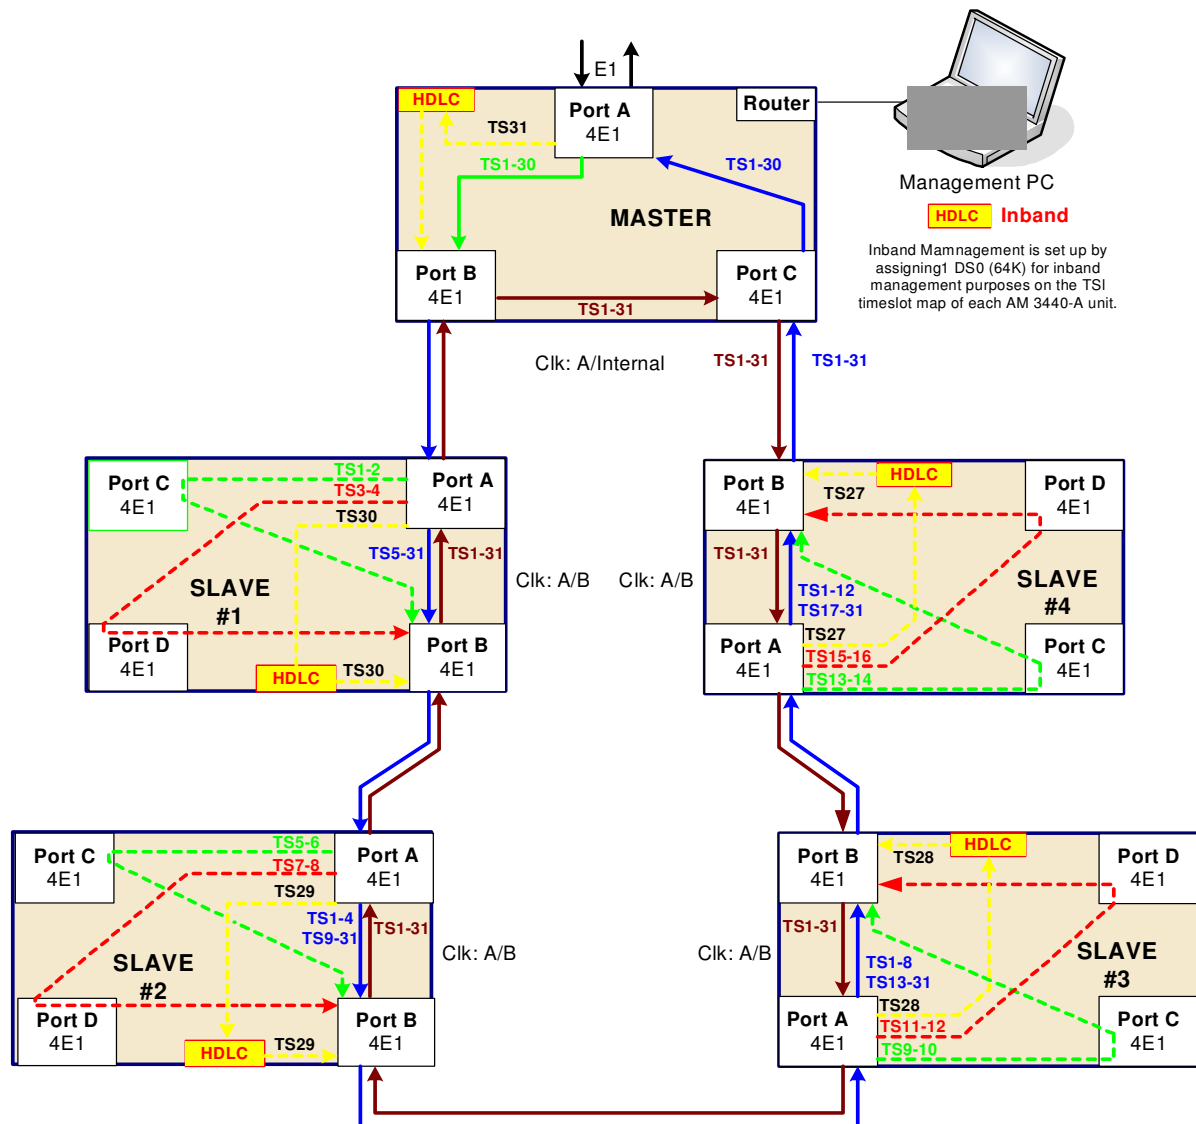 E1
HDLC
Port A
4E1
Router
TS31
TS1-30
TS1-30
MASTER
Port B
4E1
Port C
4E1
TS1-31
Management PC
HDLC
Inband
Inband Mamnagement is set up by
assigning1 DS0 (64K) for inband
management purposes on the TSI
timeslot map of each AM 3440-A unit.
Clk: A/Internal
TS1-31
TS1-31
Port C
4E1
TS1-2
TS3-4
TS30
Port A
4E1
TS5-31
TS1-31
SLAVE
#1
Port D
4E1
HDLC
TS30
Port B
4E1
Clk: A/B
Clk: A/B
Port B
4E1
HDLC
TS27
Port D
4E1
TS1-31
TS1-12
TS17-31
SLAVE
#4
Port A
4E1
TS27
TS15-16
TS13-14
Port C
4E1
Port C
4E1
TS5-6
TS7-8
TS29
Port A
4E1
TS1-4
TS9-31
TS1-31
SLAVE
#2
Port D
4E1
HDLC
TS29
Port B
4E1
Clk: A/B
Clk: A/B
Port B
4E1
HDLC
TS28
Port D
4E1
TS1-31
TS1-8
TS13-31
SLAVE
#3
Port A
4E1
TS28
TS11-12
TS9-10
Port C
4E1